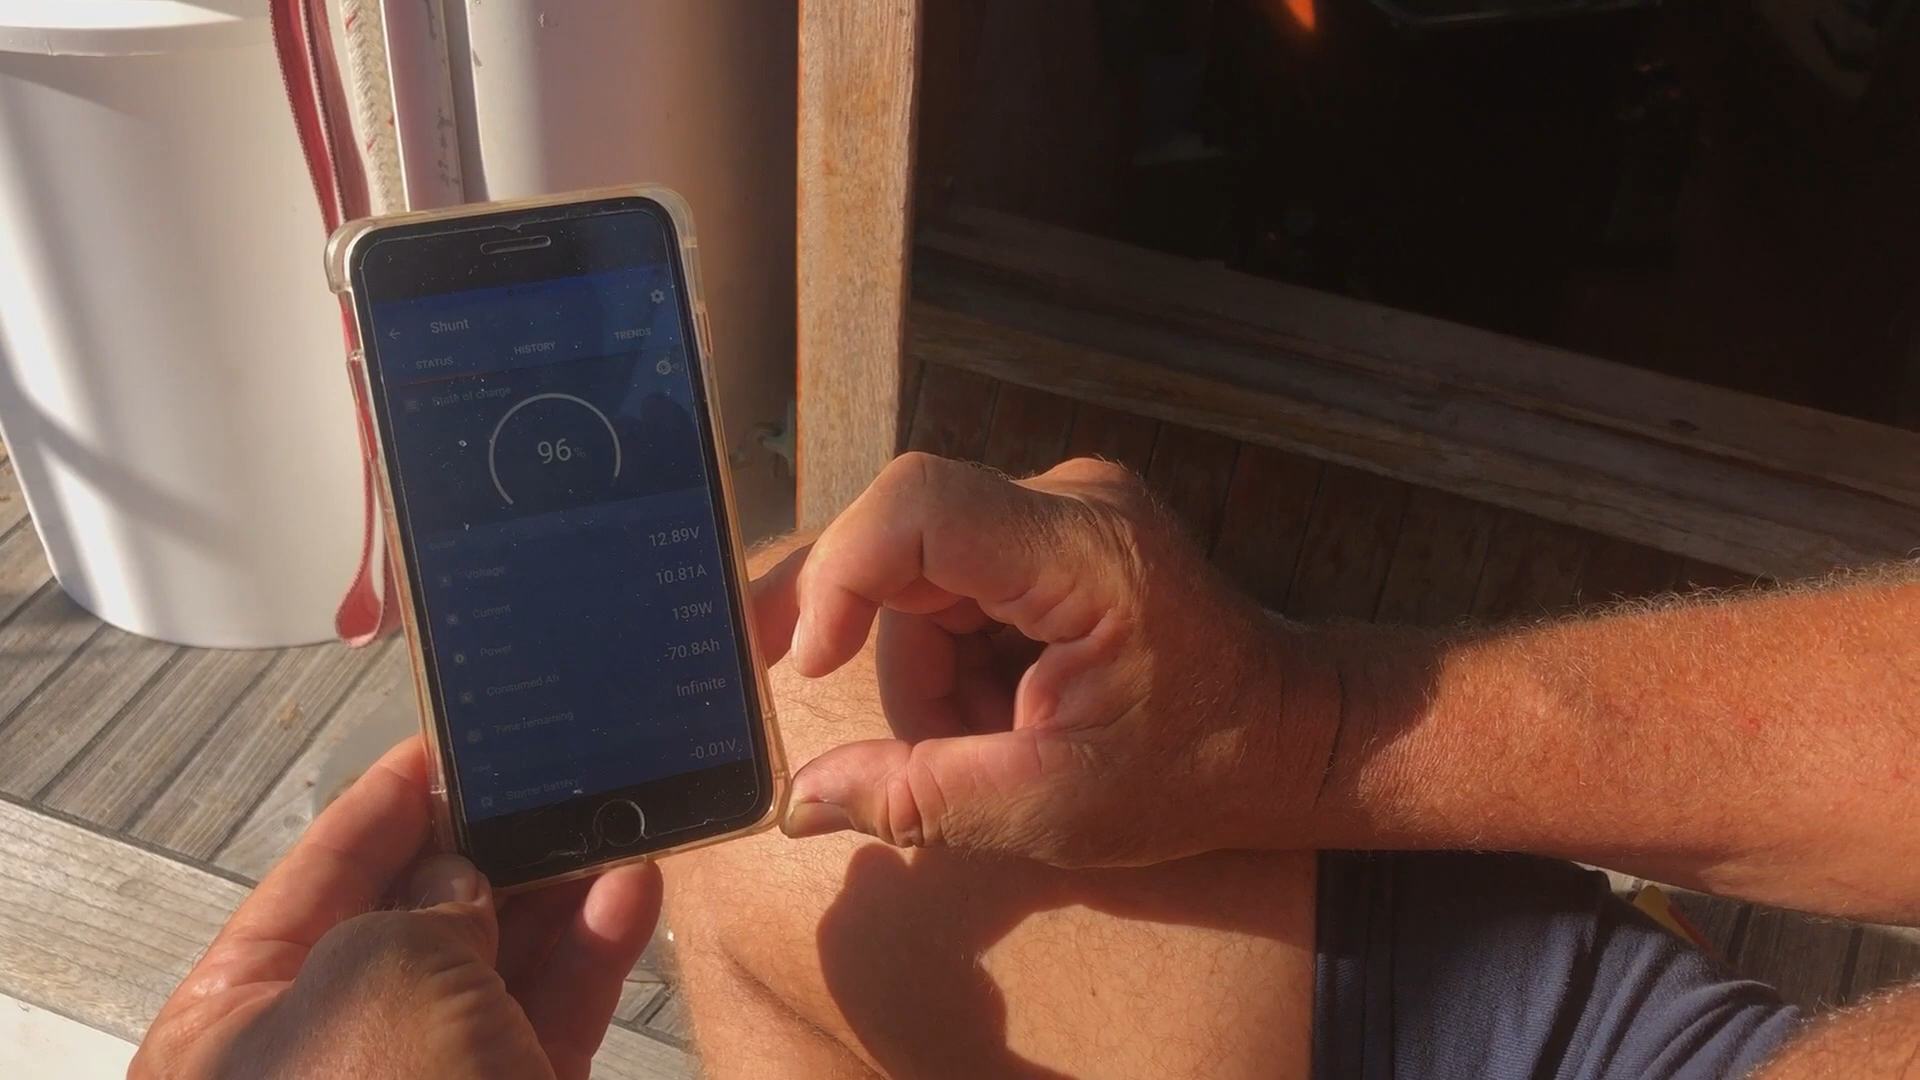 Shunt
STATUS HISTORY TRENDS
State of charge
96%
Voltage 12.89V
Current 10.81A
Power 139W
Consumed Ah -70.8Ah
Time remaining Infinite
Starter battery -0.01V